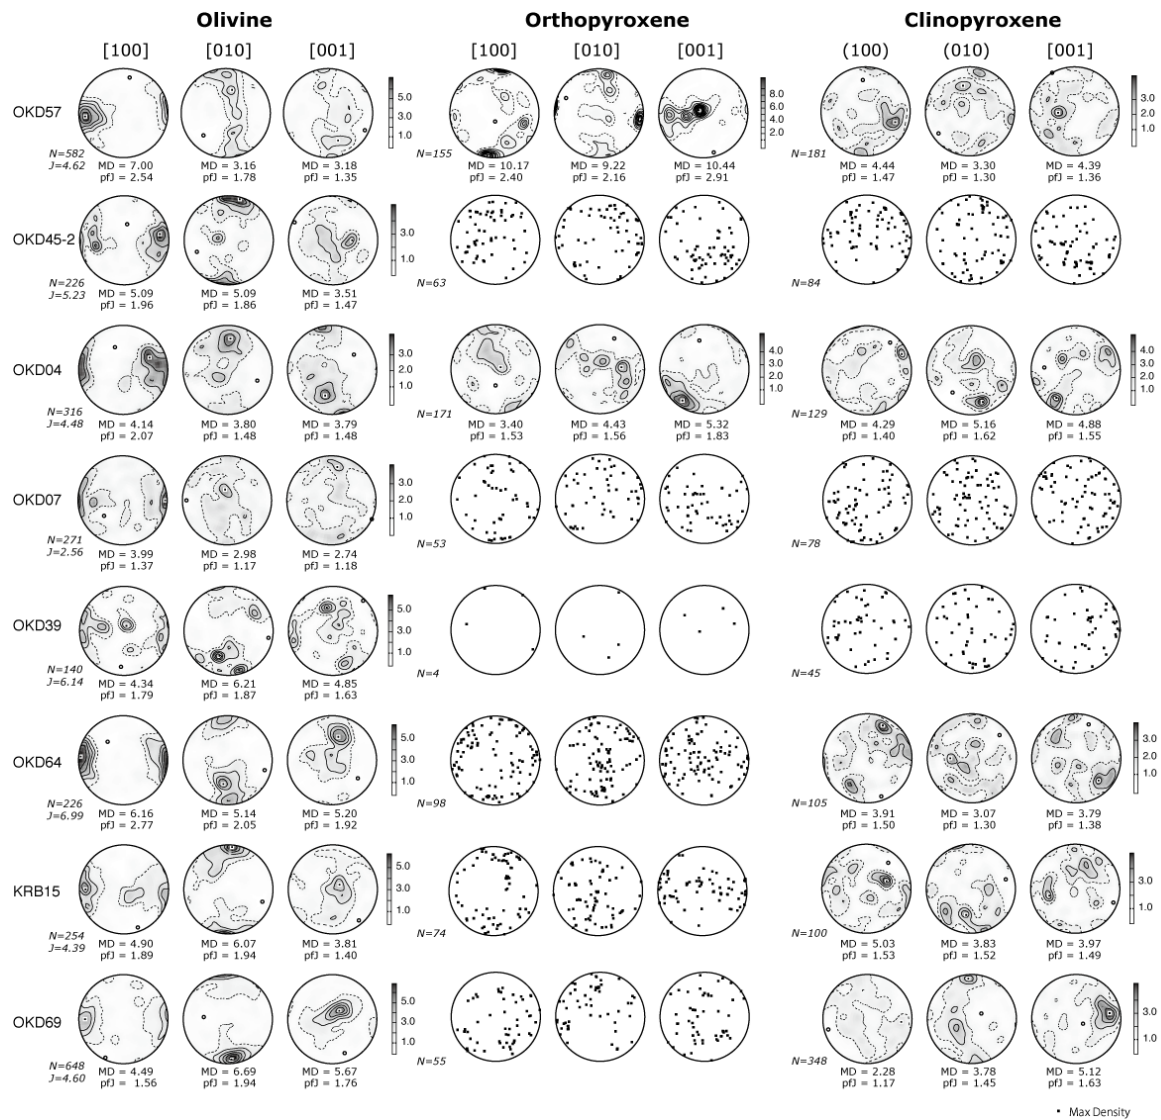 Olivine Orthopyroxene Clinopyroxene
[100] [010] [001] [100] [010] [001] (100) (010) [001]
OKD57
5.0 3.0 1.0
8.0 6.0 4.0 2.0
3.0 2.0 1.0
N=582 J=4.62 N=155 N=181
MD = 7.00 MD = 3.16 MD = 3.18 MD = 10.17 MD = 9.22 MD = 10.44 MD = 4.44 MD = 3.30 MD = 4.39
pfJ = 2.54 pfJ = 1.78 pfJ = 1.35 pfJ = 2.40 pfJ = 2.16 pfJ = 2.91 pfJ = 1.47 pfJ = 1.30 pfJ = 1.36
OKD45-2
3.0 1.0
N=226 J=5.23 N=63 N=84
MD = 5.09 MD = 5.09 MD = 3.51
pfJ = 1.96 pfJ = 1.86 pfJ = 1.47
OKD04
3.0 2.0 1.0
4.0 3.0 2.0 1.0
4.0 3.0 2.0 1.0
N=316 J=4.48 N=171 N=129
MD = 4.14 MD = 3.80 MD = 3.79 MD = 3.40 MD = 4.43 MD = 5.32 MD = 4.29 MD = 5.16 MD = 4.88
pfJ = 2.07 pfJ = 1.48 pfJ = 1.48 pfJ = 1.53 pfJ = 1.56 pfJ = 1.83 pfJ = 1.40 pfJ = 1.62 pfJ = 1.55
OKD07
3.0 2.0 1.0
N=271 J=2.56 N=53 N=78
MD = 3.99 MD = 2.98 MD = 2.74
pfJ = 1.37 pfJ = 1.17 pfJ = 1.18
OKD39
5.0 3.0 1.0
N=140 J=6.14 N=4 N=45
MD = 4.34 MD = 6.21 MD = 4.85
pfJ = 1.79 pfJ = 1.87 pfJ = 1.63
OKD64
5.0 3.0 1.0
3.0 2.0 1.0
N=226 J=6.99 N=98 N=105
MD = 6.16 MD = 5.14 MD = 5.20 MD = 3.91 MD = 3.07 MD = 3.79
pfJ = 2.77 pfJ = 2.05 pfJ = 1.92 pfJ = 1.50 pfJ = 1.30 pfJ = 1.38
KRB15
5.0 3.0 1.0
3.0 1.0
N=254 J=4.39 N=74 N=100
MD = 4.90 MD = 6.07 MD = 3.81 MD = 5.03 MD = 3.83 MD = 3.97
pfJ = 1.89 pfJ = 1.94 pfJ = 1.40 pfJ = 1.53 pfJ = 1.52 pfJ = 1.49
OKD69
5.0 3.0 1.0
3.0 1.0
N=648 J=4.60 N=55 N=348
MD = 4.49 MD = 6.69 MD = 5.67 MD = 2.28 MD = 3.78 MD = 5.12
pfJ = 1.56 pfJ = 1.94 pfJ = 1.76 pfJ = 1.17 pfJ = 1.45 pfJ = 1.63
Max Density